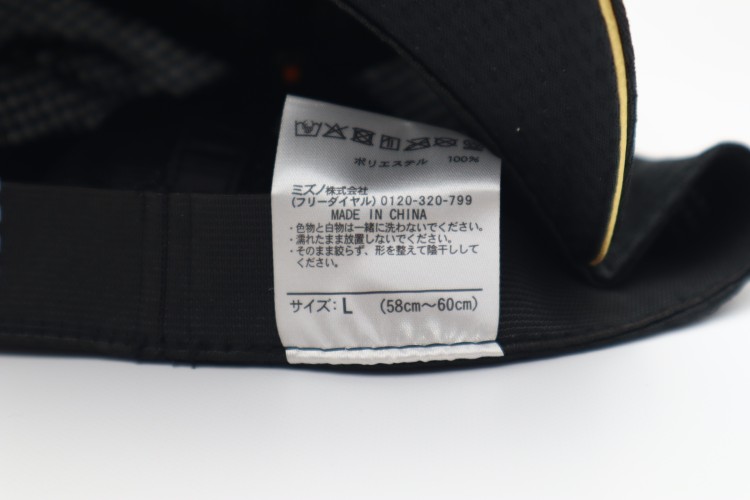 ポリエステル 100%
ミズノ株式会社
(フリーダイヤル) 0120-320-799
MADE IN CHINA
・色物と白物は一緒に洗わないでください。
・濡れたまま放置しないでください。
・そのまま絞らず、形を整えて陰干しして
ください。
サイズ: L (58cm～60cm)